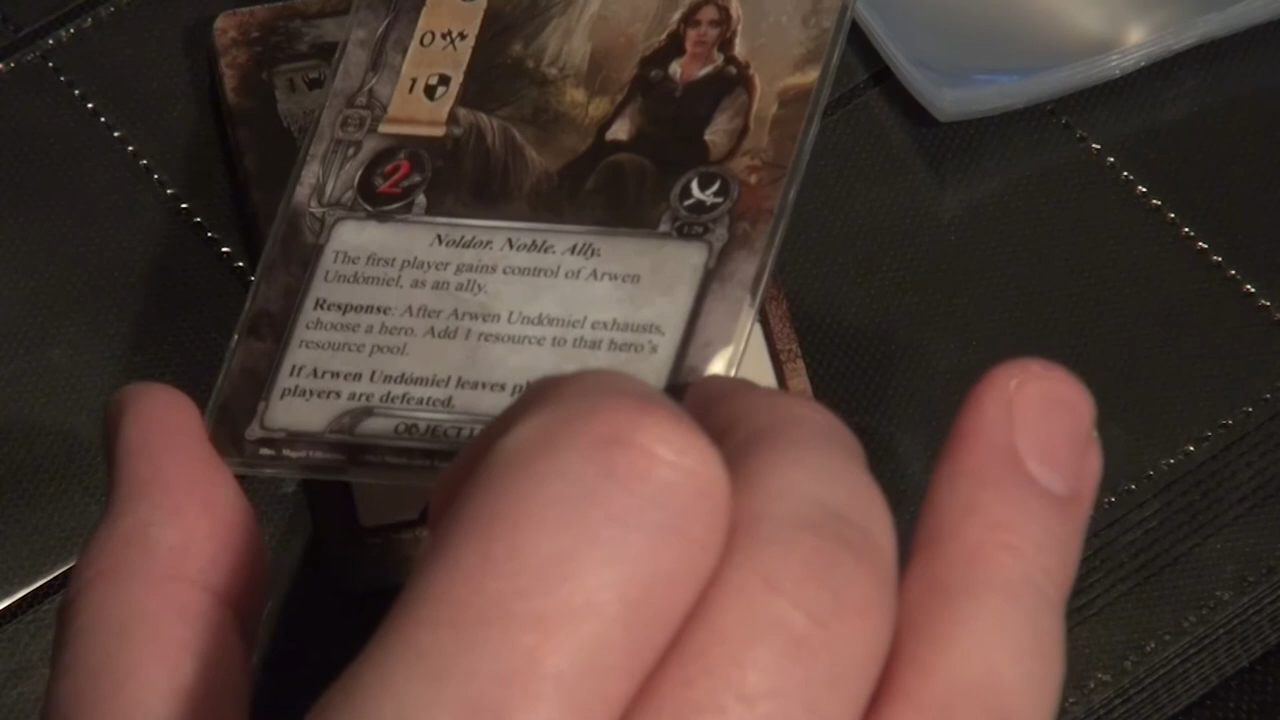 0
1
1
2
Noldor. Noble. Ally.
The first player gains control of Arwen
Undómiel, as an ally.
Response: After Arwen Undómiel exhausts,
choose a hero. Add 1 resource to that hero's
resource pool.
If Arwen Undómiel leaves
players are defeated.